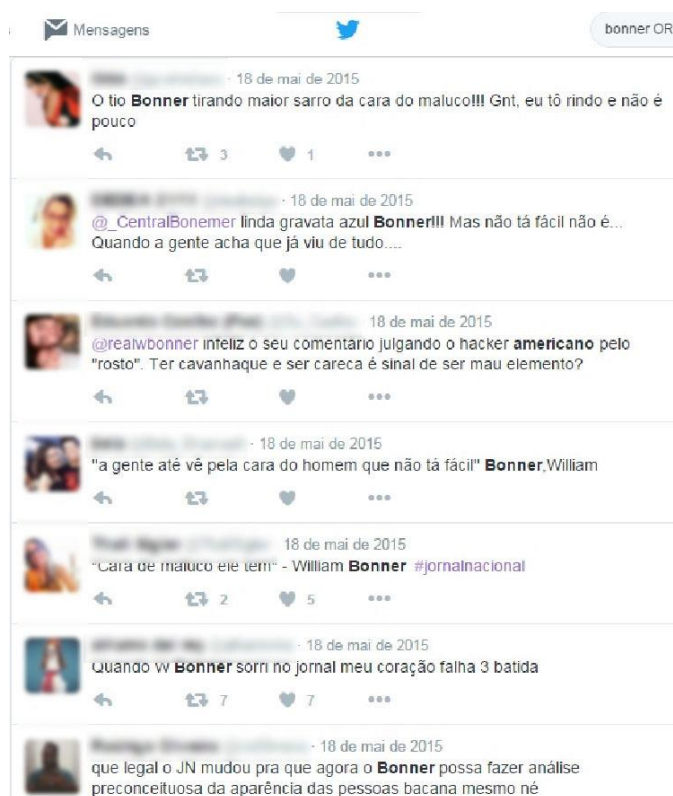 Mensagens
bonner OR
· 18 de mai de 2015
O tio Bonner tirando maior sarro da cara do maluco!!! Gnt, eu tô rindo e não é
pouco
3 1
· 18 de mai de 2015
@_CentralBonemer linda gravata azul Bonner!!! Mas não tá fácil não é...
Quando a gente acha que já viu de tudo....
18 de mai de 2015
@realwbonner infeliz o seu comentário julgando o hacker americano pelo
"rosto". Ter cavanhaque e ser careca é sinal de ser mau elemento?
· 18 de mai de 2015
"a gente até vê pela cara do homem que não tá fácil" Bonner,William
18 de mai de 2015
"Cara de maluco ele tem" - William Bonner #jornalnacional
2 5
· 18 de mai de 2015
Quando W Bonner sorri no jornal meu coração falha 3 batida
7 7
· 18 de mai de 2015
que legal o JN mudou pra que agora o Bonner possa fazer análise
preconceituosa da aparência das pessoas bacana mesmo né